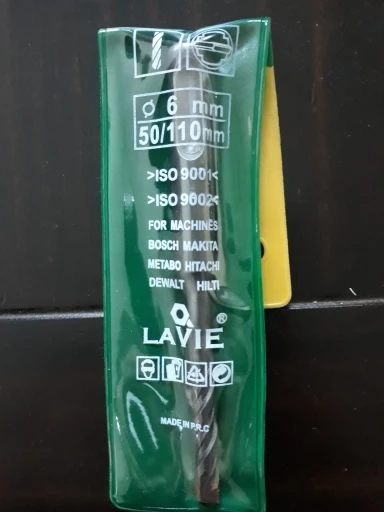 Ø 6 mm
50/110mm
>ISO 9001<
>ISO 9002<
FOR MACHINES
BOSCH MAKITA
METABO HITACHI
DEWALT HILTI
LAVIE ®
MADE IN P.R.C